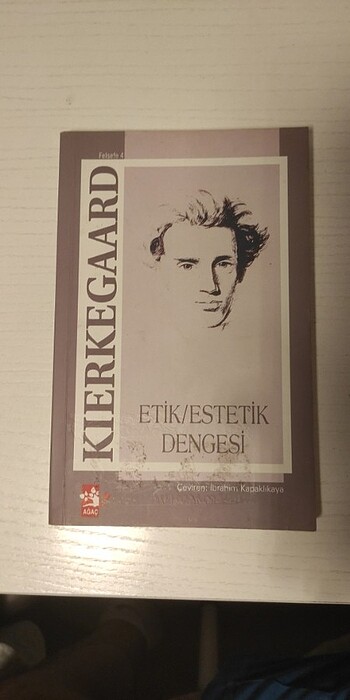 Felsefe 4
KIERKEGAARD
ETİK/ESTETİK
DENGESİ
Çeviren: İbrahim Kapaklıkaya
AĞAÇ